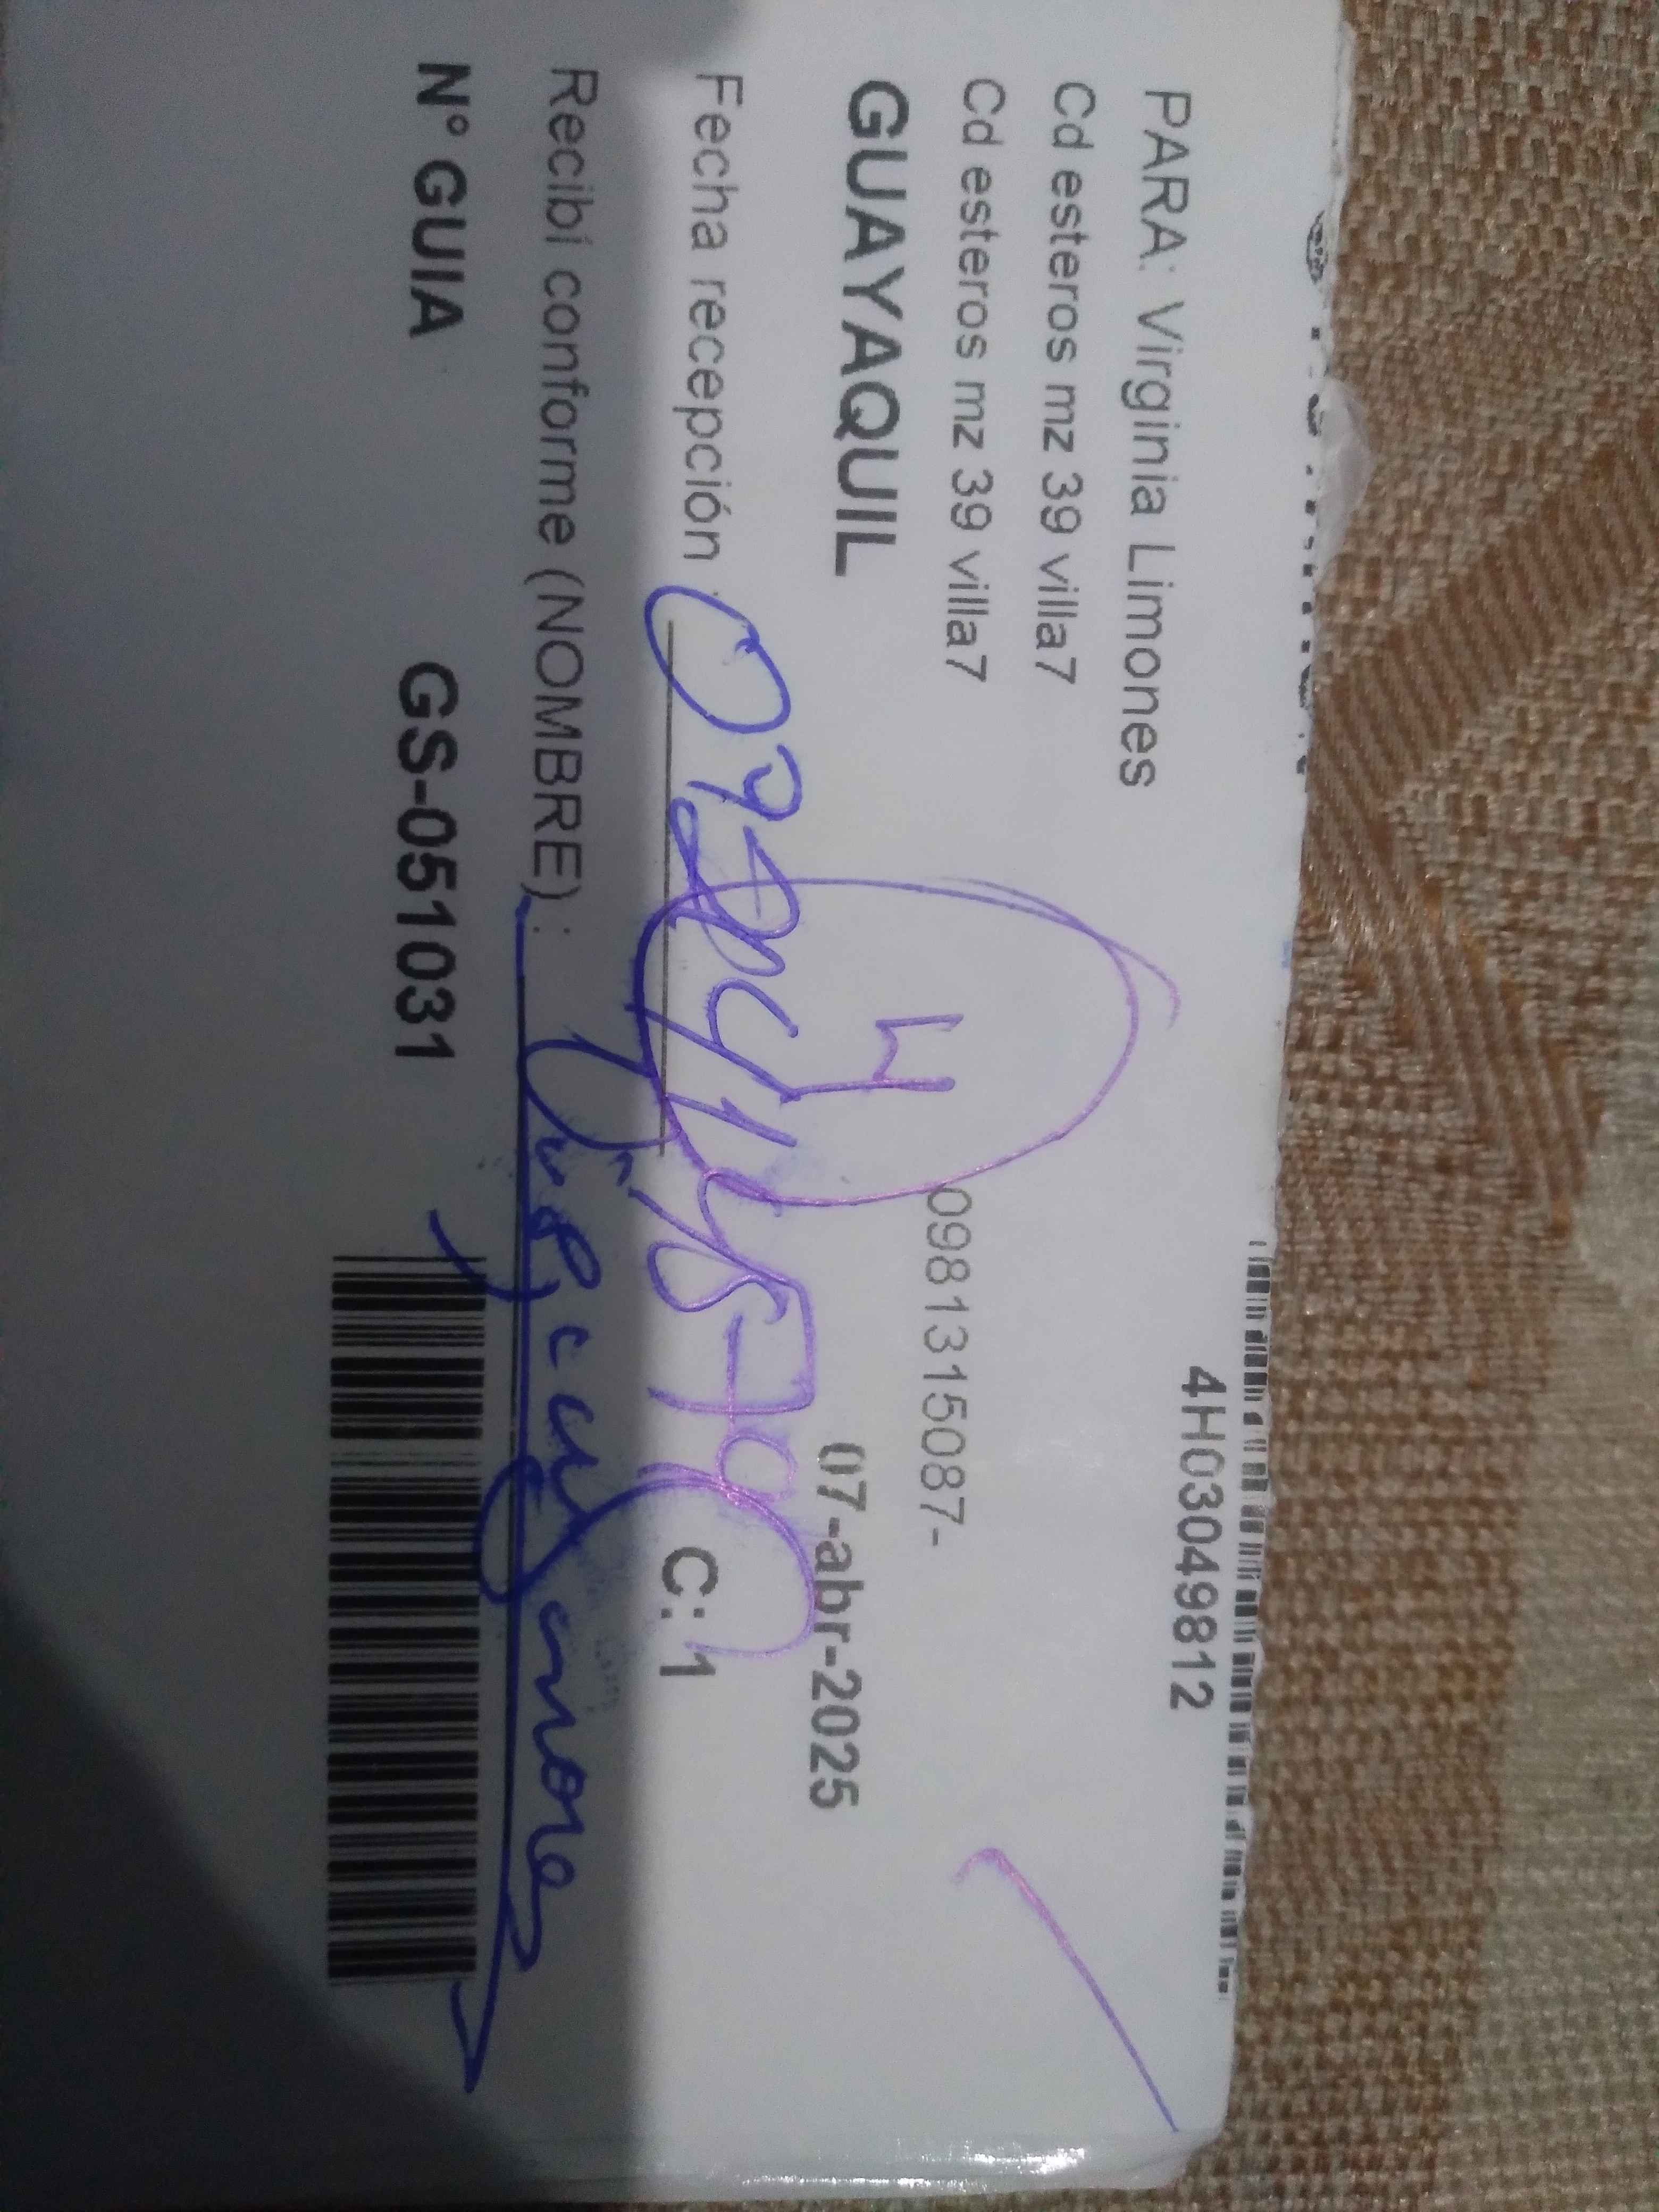 4H03049812
PARA: Virginia Limones
Cd esteros mz 39 villa7
Cd esteros mz 39 villa7
0981315087-
4
GUAYAQUIL
07-abr-2025
Fecha recepción
C:1
Recibí conforme (NOMBRE):
N° GUIA GS-051031